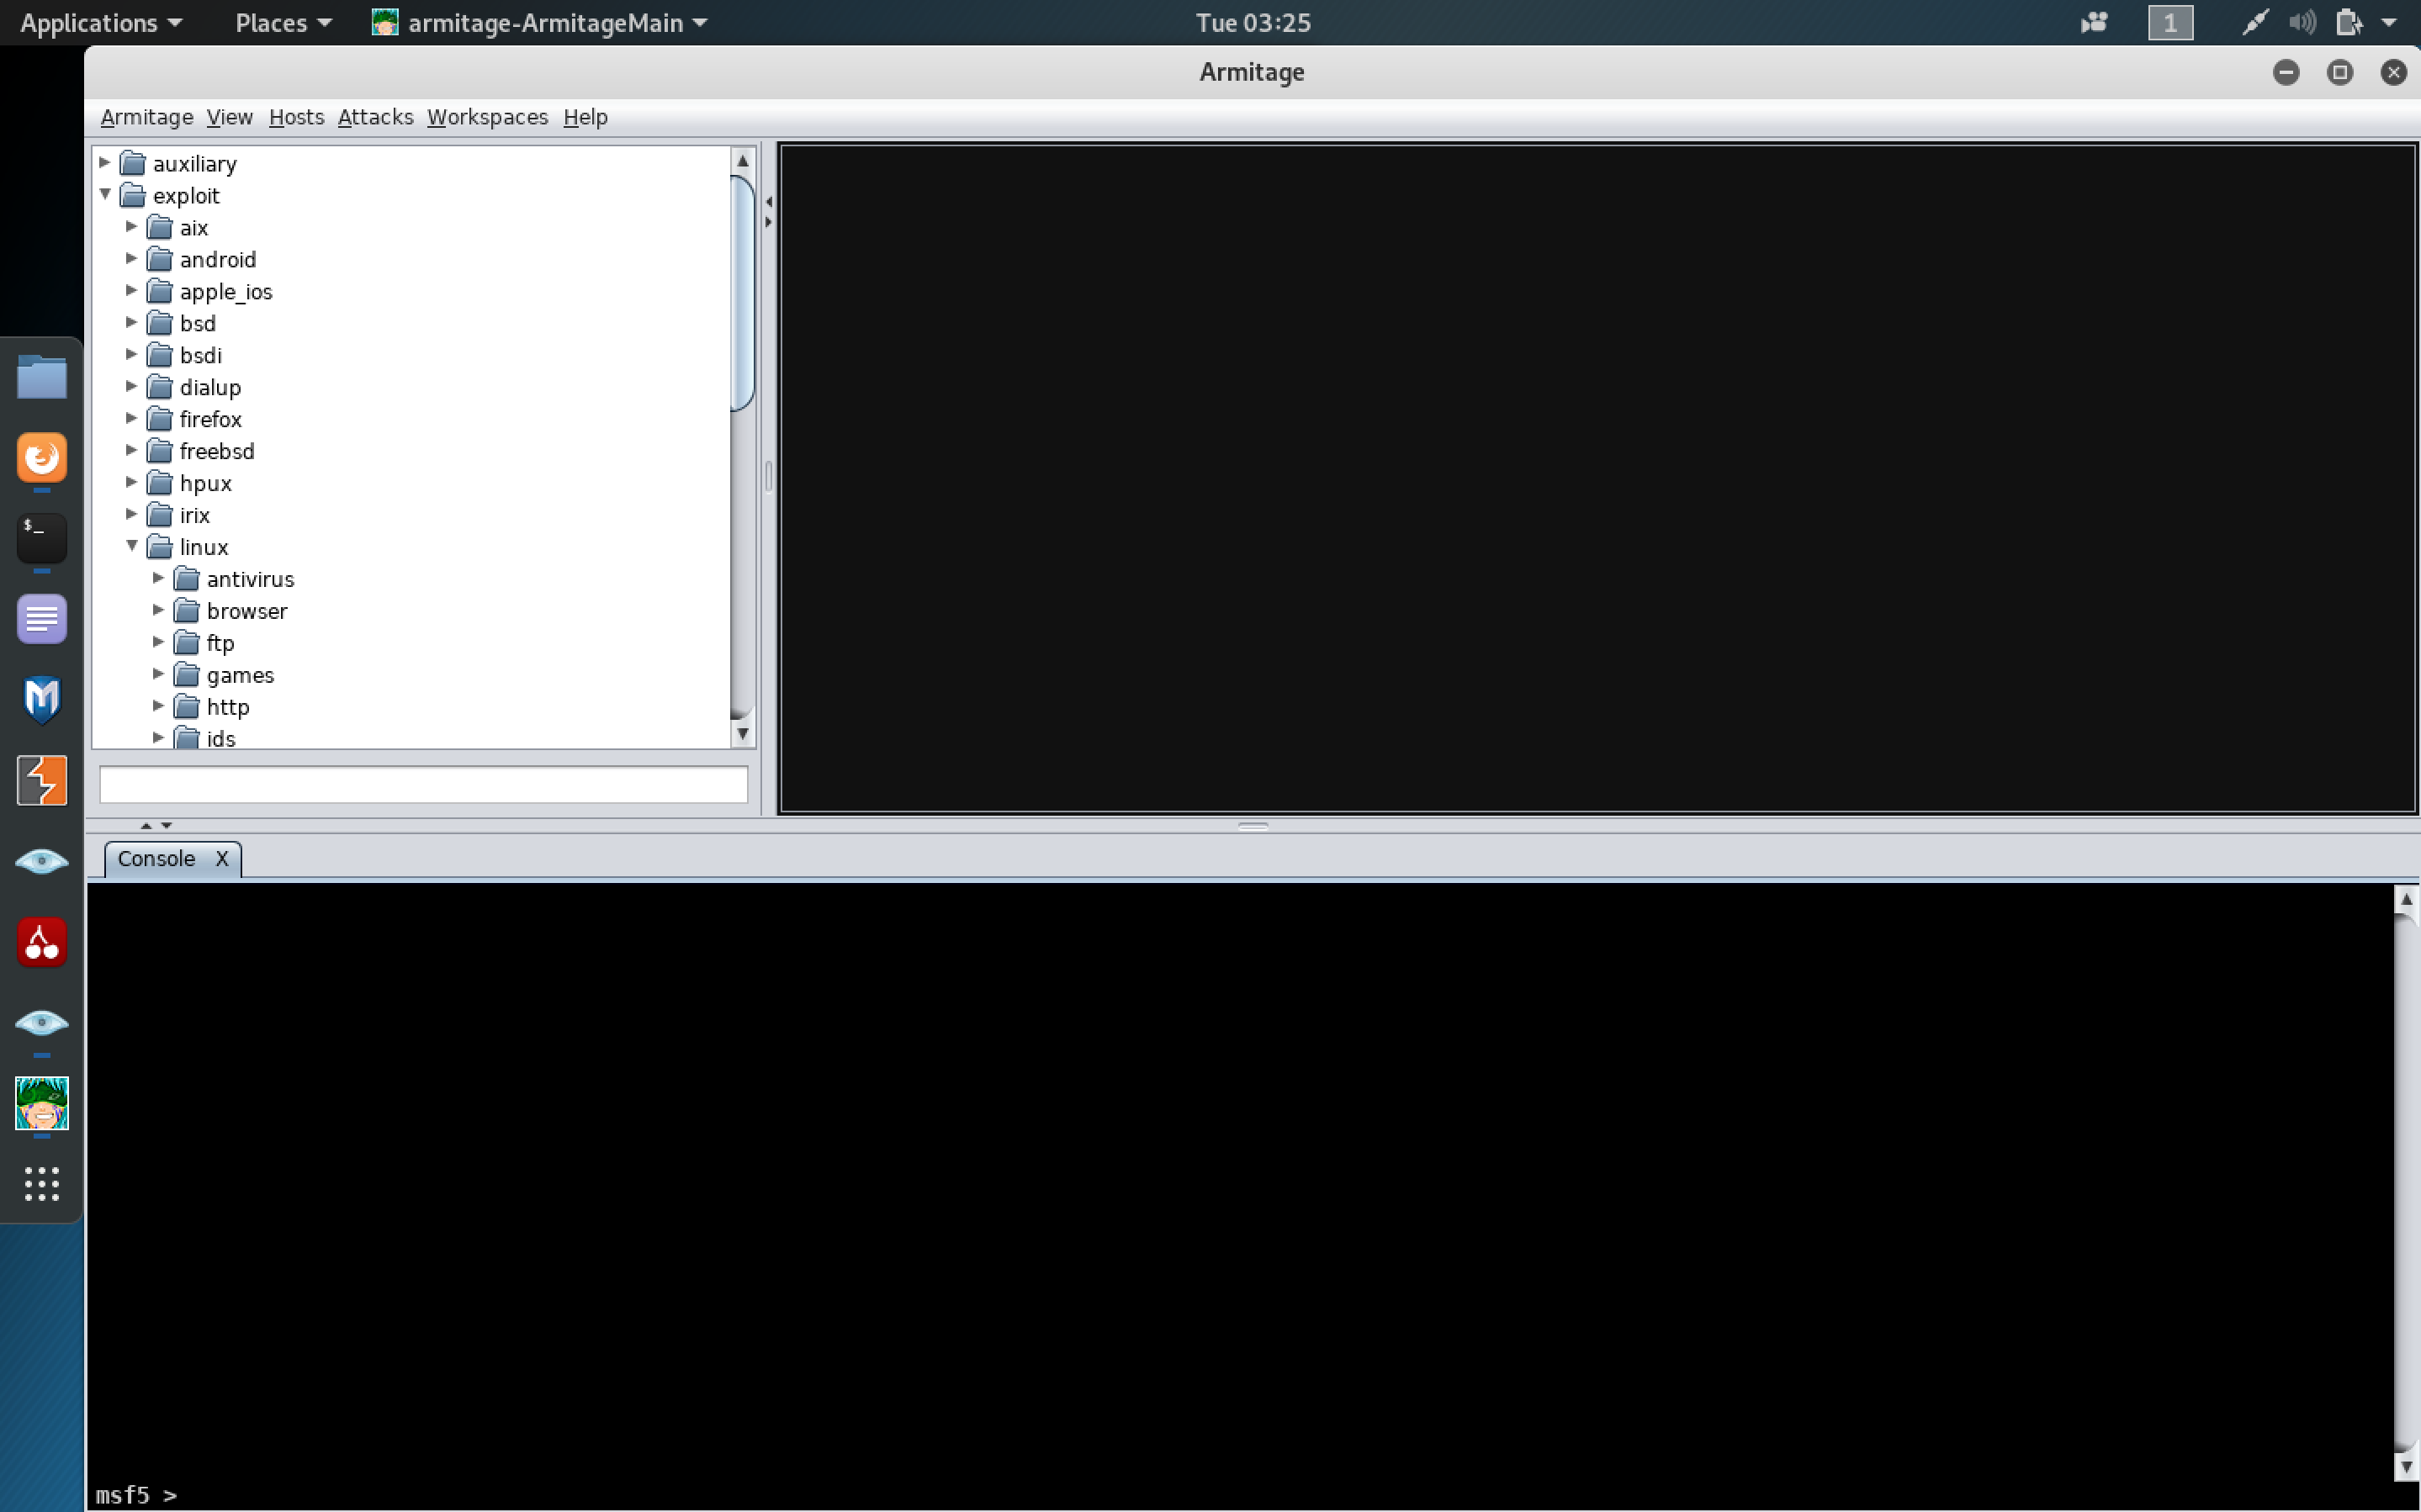 Applications Places armitage-ArmitageMain Tue 03:25 1
Armitage
Armitage View Hosts Attacks Workspaces Help
auxiliary
exploit
aix
android
apple_ios
bsd
bsdi
dialup
firefox
freebsd
hpux
irix
linux
antivirus
browser
ftp
games
http
ids
$_
M
Console X
msf5 >